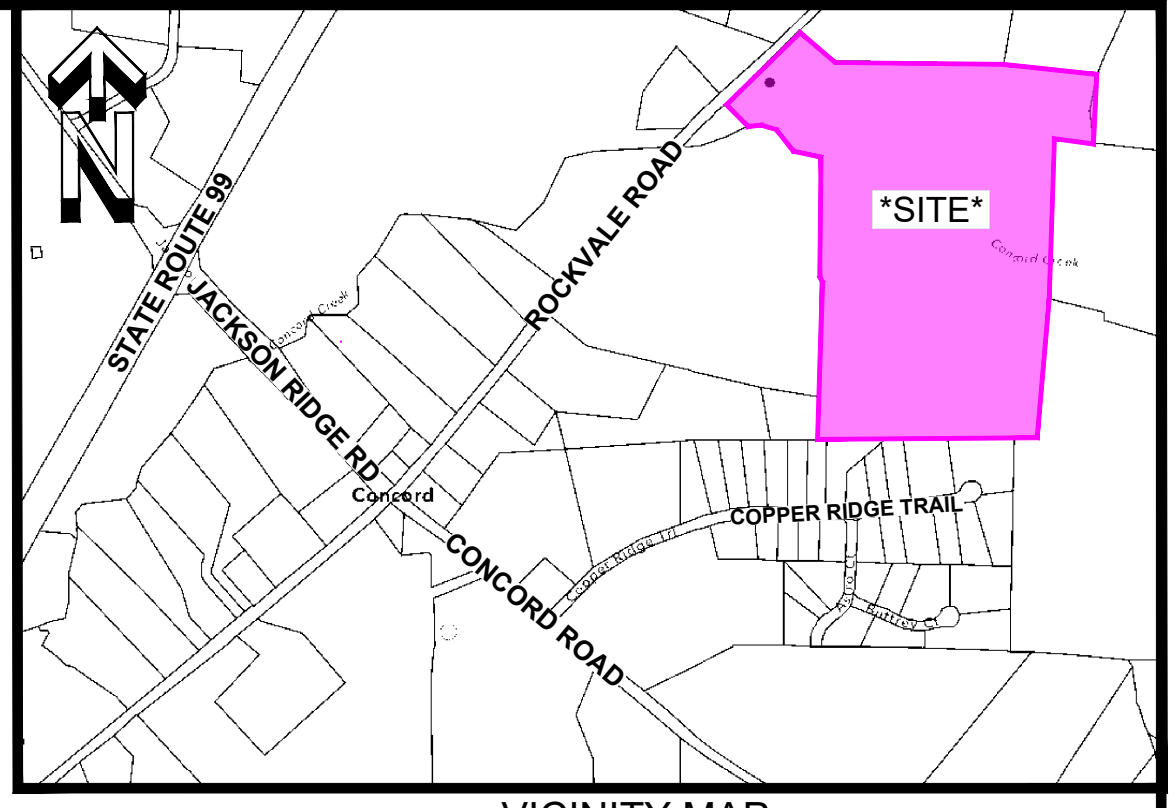 N
STATE ROUTE 99
JACKSON RIDGE RD
Concord Creek
ROCKVALE ROAD
*SITE*
Concord Creek
Concord
CONCORD ROAD
COPPER RIDGE TRAIL
Copper Ridge Trl
Buttrey Ct
VICINITY MAP